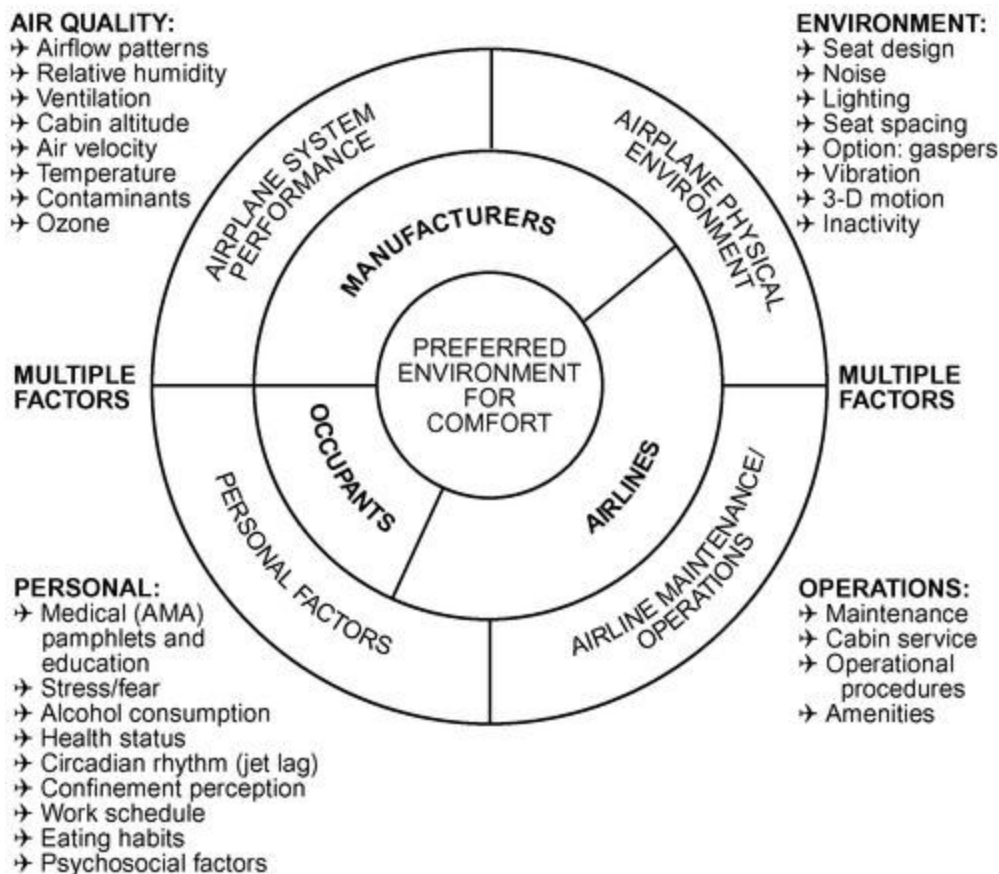 AIR QUALITY:
✈ Airflow patterns
✈ Relative humidity
✈ Ventilation
✈ Cabin altitude
✈ Air velocity
✈ Temperature
✈ Contaminants
✈ Ozone
ENVIRONMENT:
✈ Seat design
✈ Noise
✈ Lighting
✈ Seat spacing
✈ Option: gaspers
✈ Vibration
✈ 3-D motion
✈ Inactivity
AIRPLANE SYSTEM
PERFORMANCE
AIRPLANE PHYSICAL
ENVIRONMENT
MANUFACTURERS
MULTIPLE
FACTORS
PREFERRED
ENVIRONMENT
FOR
COMFORT
MULTIPLE
FACTORS
OCCUPANTS
AIRLINES
PERSONAL FACTORS
AIRLINE MAINTENANCE/
OPERATIONS
PERSONAL:
✈ Medical (AMA)
pamphlets and
education
✈ Stress/fear
✈ Alcohol consumption
✈ Health status
✈ Circadian rhythm (jet lag)
✈ Confinement perception
✈ Work schedule
✈ Eating habits
✈ Psychosocial factors
OPERATIONS:
✈ Maintenance
✈ Cabin service
✈ Operational
procedures
✈ Amenities